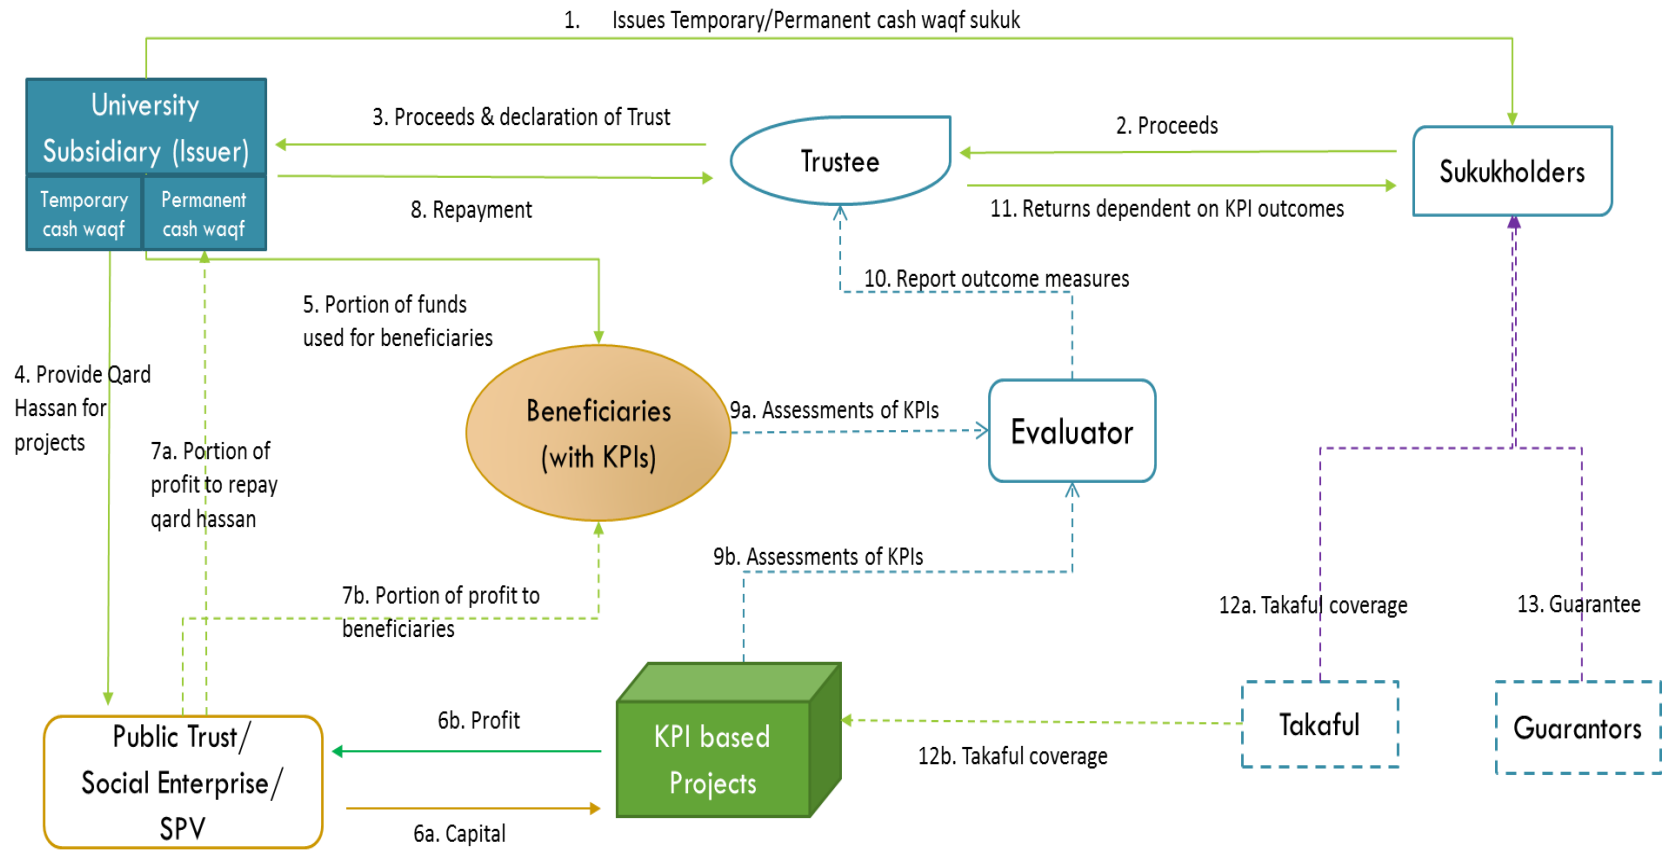 1. Issues Temporary/Permanent cash waqf sukuk
University
Subsidiary (Issuer)
Temporary
cash waqf
Permanent
cash waqf
3. Proceeds & declaration of Trust
8. Repayment
Trustee
2. Proceeds
11. Returns dependent on KPI outcomes
Sukukholders
10. Report outcome measures
5. Portion of funds
used for beneficiaries
4. Provide Qard
Hassan for
projects
7a. Portion of
profit to repay
qard hassan
Beneficiaries
(with KPIs)
9a. Assessments of KPIs
Evaluator
9b. Assessments of KPIs
7b. Portion of profit to
beneficiaries
12a. Takaful coverage
13. Guarantee
Public Trust/
Social Enterprise/
SPV
6b. Profit
6a. Capital
KPI based
Projects
12b. Takaful coverage
Takaful
Guarantors